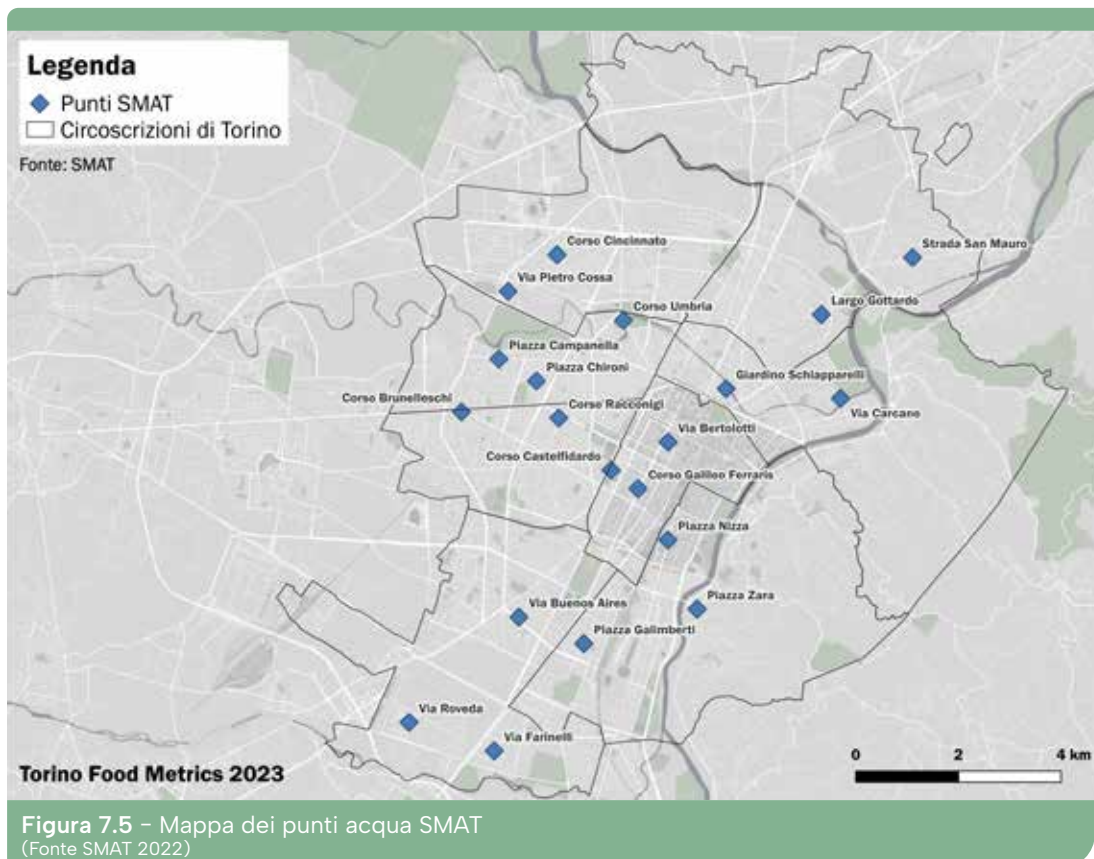 Legenda
Punti SMAT
Circoscrizioni di Torino
Fonte: SMAT
Corso Cincinnato
Strada San Mauro
Via Pietro Cossa
Largo Gottardo
Corso Umbria
Piazza Campanella
Piazza Chironi
Giardino Schiapparelli
Corso Brunelleschi
Corso Racconigi
Via Carcano
Via Bertolotti
Corso Castelfidardo
Corso Galileo Ferraris
Piazza Nizza
Via Buenos Aires
Piazza Zara
Piazza Galimberti
Via Roveda
Via Farinelli
0 2 4 km
Torino Food Metrics 2023
Figura 7.5 - Mappa dei punti acqua SMAT
(Fonte SMAT 2022)